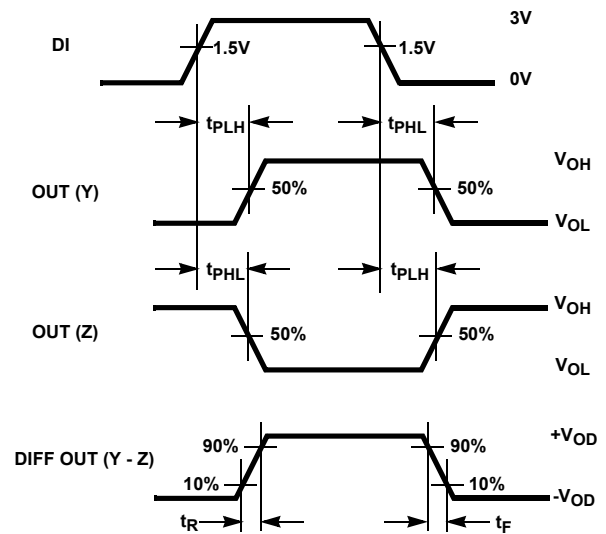 3V
DI
1.5V
1.5V
0V
tPLH
tPHL
VOH
50%
50%
OUT (Y)
VOL
tPHL
tPLH
VOH
OUT (Z)
50%
50%
VOL
+VOD
90%
90%
DIFF OUT (Y - Z)
10%
10%
-VOD
tR
tF